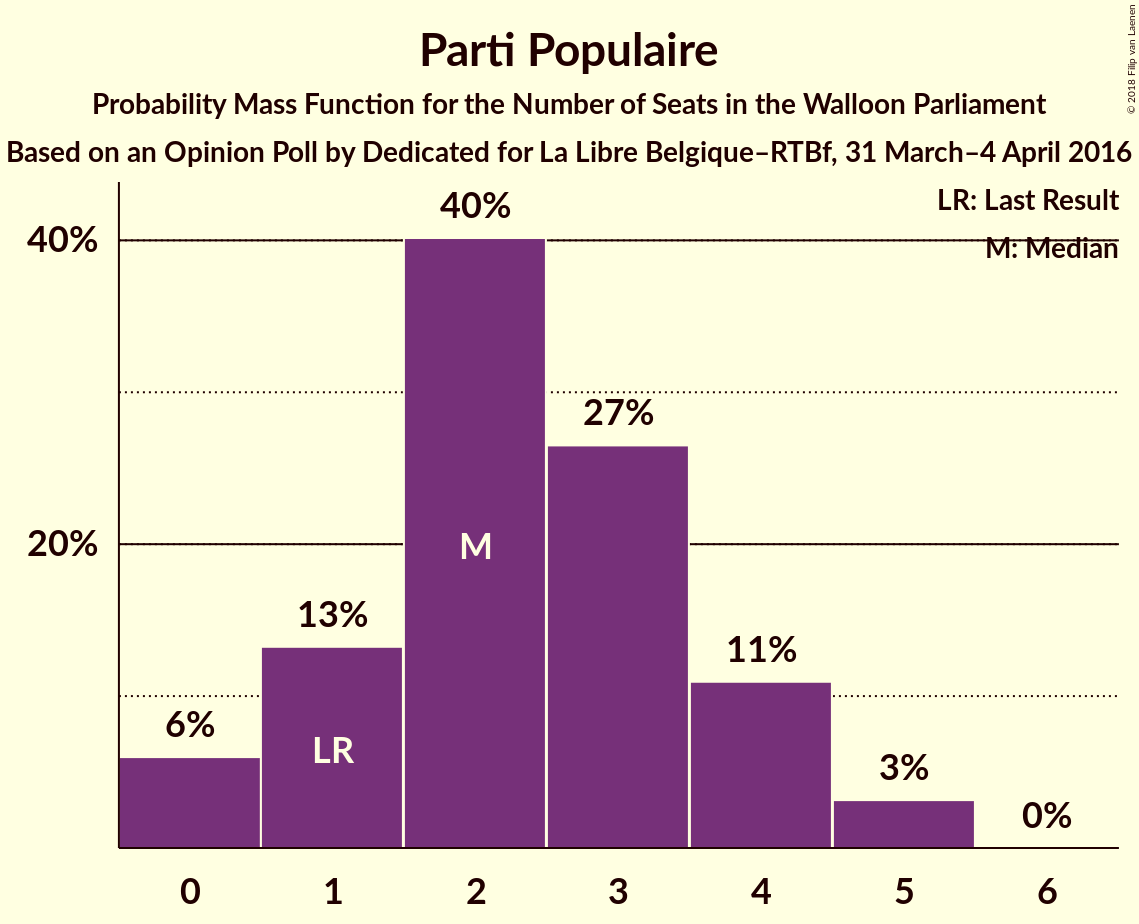 Parti Populaire
Probability Mass Function for the Number of Seats in the Walloon Parliament
Based on an Opinion Poll by Dedicated for La Libre Belgique–RTBf, 31 March–4 April 2016
© 2018 Filip van Laenen
LR: Last Result
M: Median
40%
20%
6%
13%
40%
27%
11%
3%
0%
LR
M
0 1 2 3 4 5 6